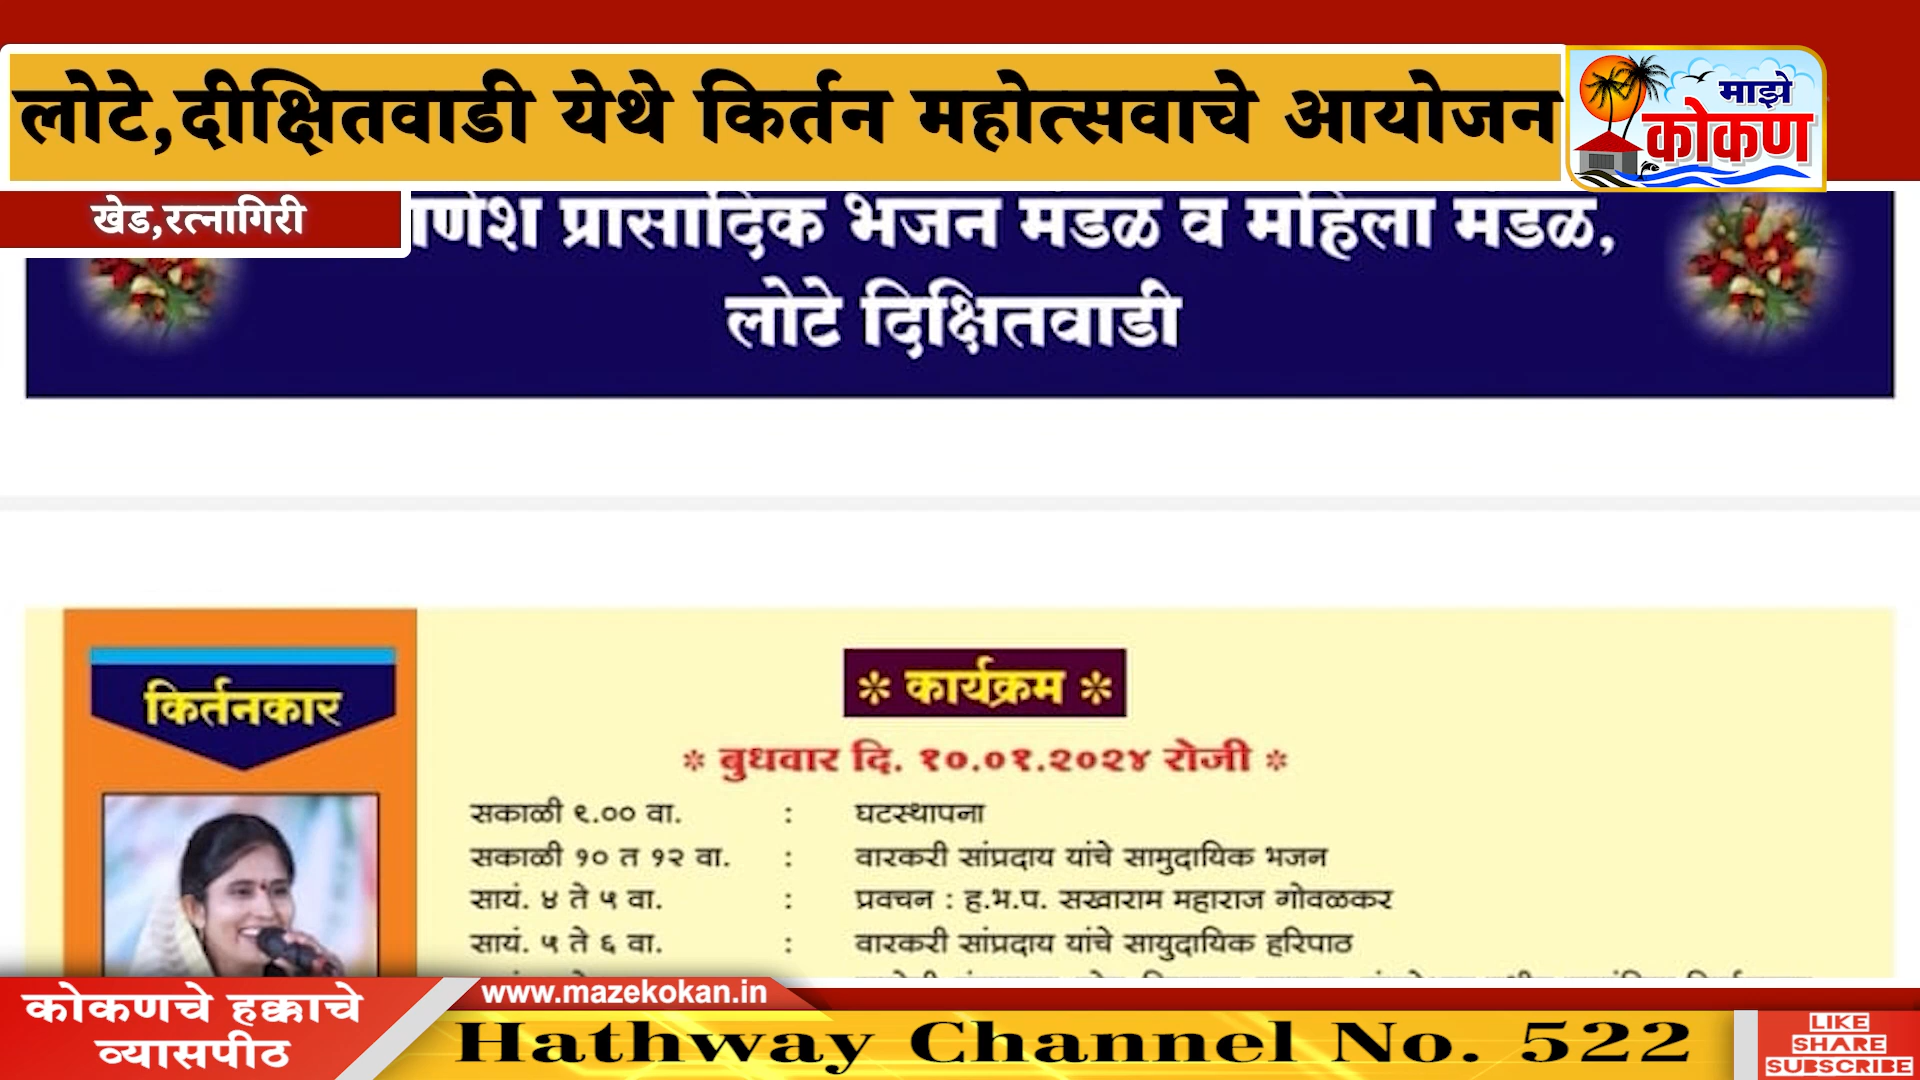 लोटे,दीक्षितवाडी येथे किर्तन महोत्सवाचे आयोजन
माझे
कोकण
खेड,रत्नागिरी
प्रासादिक भजन मंडळ व महिला मंडळ,
लोटे दिक्षितवाडी
किर्तनकार
* कार्यक्रम *
* बुधवार दि. १०.०१.२०२४ रोजी *
सकाळी ९.०० वा. : घटस्थापना
सकाळी १० त १२ वा. : वारकरी सांप्रदाय यांचे सामुदायिक भजन
सायं. ४ ते ५ वा. : प्रवचन : ह.भ.प. सखाराम महाराज गोवळकर
सायं. ५ ते ६ वा. : वारकरी सांप्रदाय यांचे सायुदायिक हरिपाठ
कोकणचे हक्काचे
व्यासपीठ
www.mazekokan.in
Hathway Channel No. 522
LIKE
SHARE
SUBSCRIBE